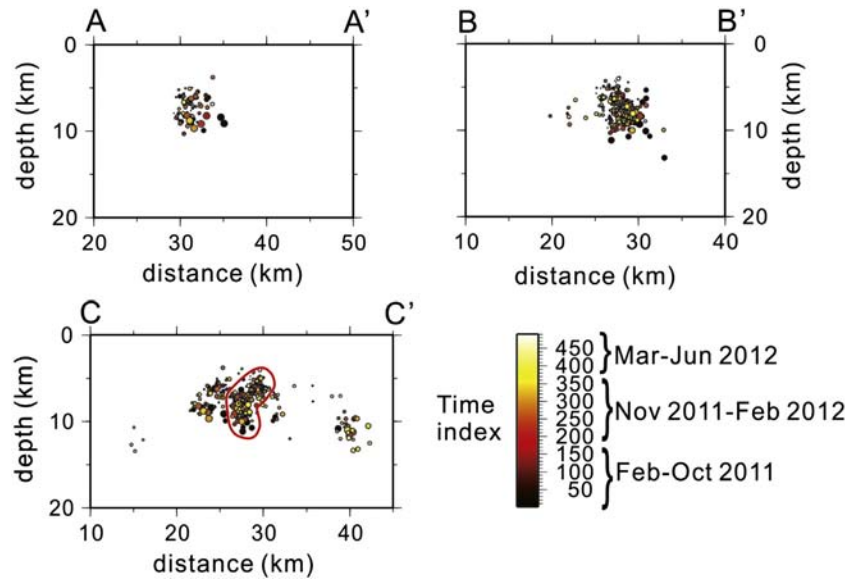 A A'
B B'
0
10
20
depth (km)
20 30 40 50
distance (km)
0
10
20
depth (km)
10 20 30 40
distance (km)
C C'
0
10
20
depth (km)
10 20 30 40
distance (km)
Time
index
450
400
350
300
250
200
150
100
50
} Mar-Jun 2012
} Nov 2011-Feb 2012
} Feb-Oct 2011